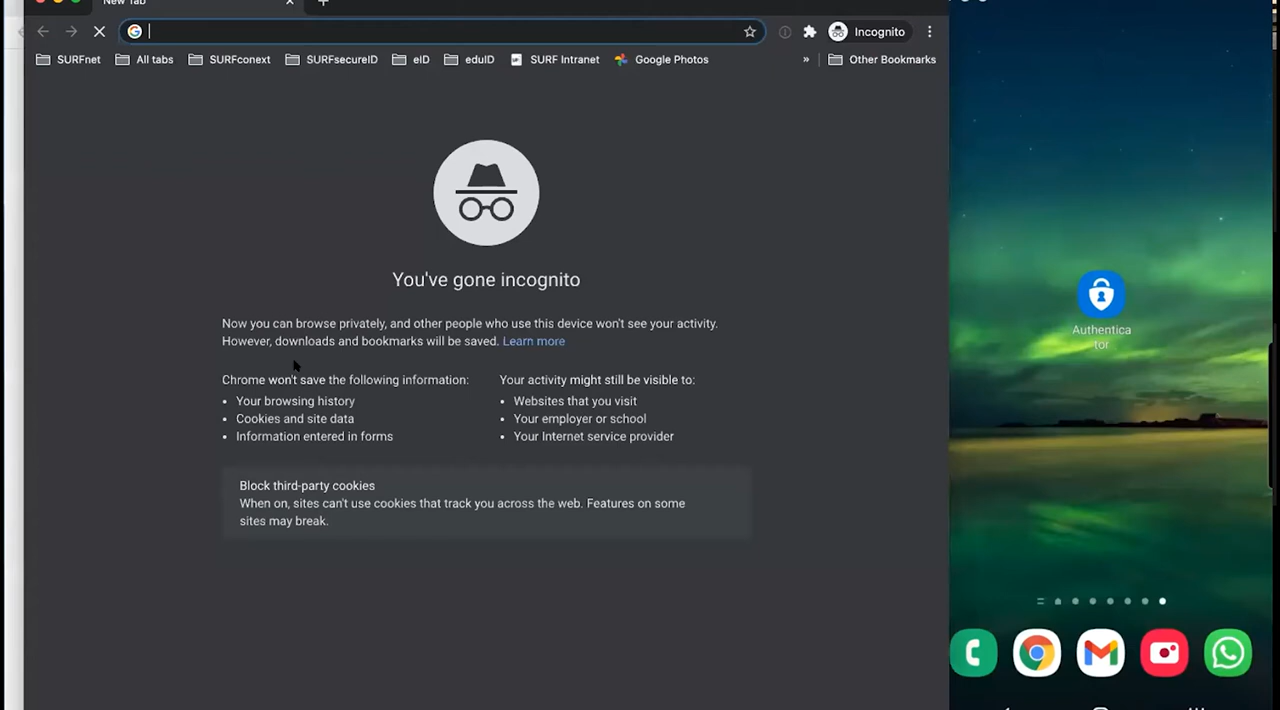 New Tab
Incognito
SURFnet
All tabs
SURFconext
SURFsecureID
eID
eduID
SURF Intranet
Google Photos
»
Other Bookmarks
You've gone incognito
Now you can browse privately, and other people who use this device won't see your activity.
However, downloads and bookmarks will be saved. Learn more
Chrome won't save the following information:
• Your browsing history
• Cookies and site data
• Information entered in forms
Your activity might still be visible to:
• Websites that you visit
• Your employer or school
• Your Internet service provider
Block third-party cookies
When on, sites can't use cookies that track you across the web. Features on some
sites may break.
Authentica
tor